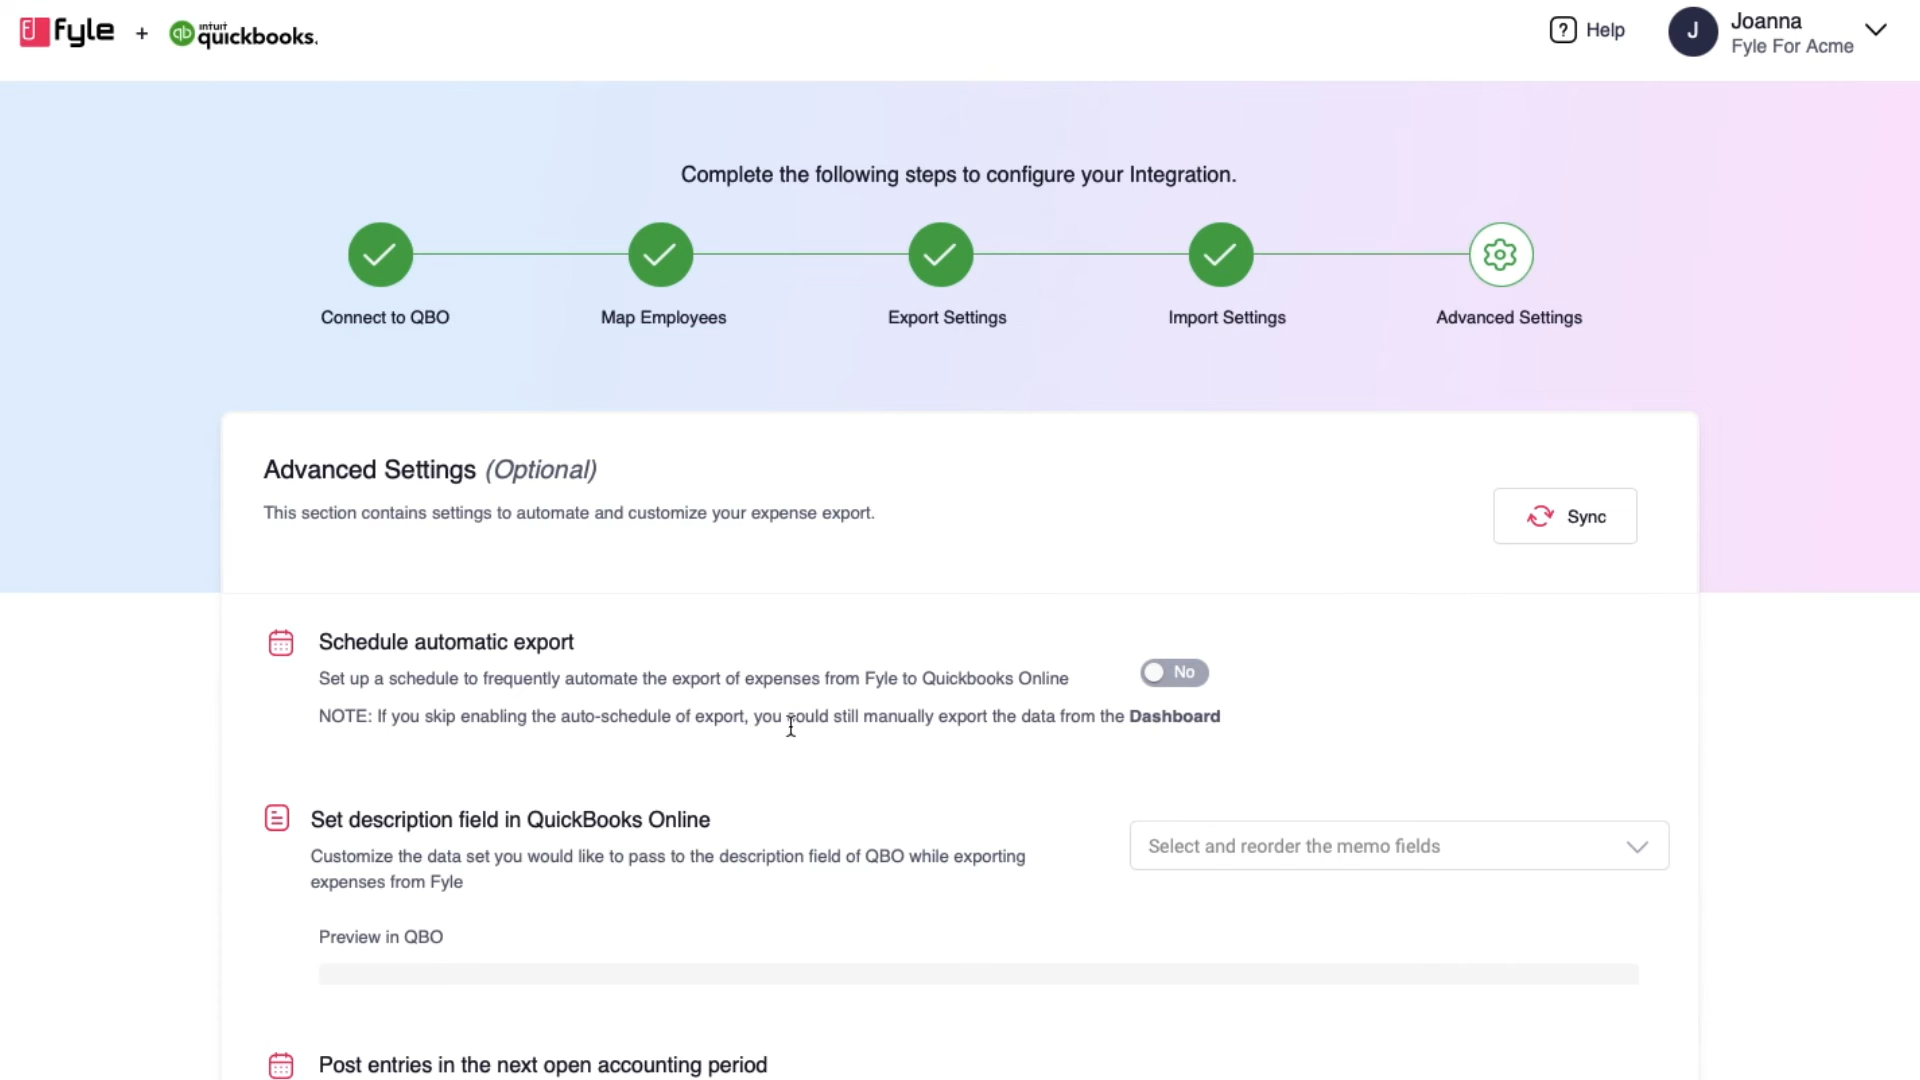 fyle + qb intuit quickbooks. ? Help J Joanna
Fyle For Acme
Complete the following steps to configure your Integration.
Connect to QBO Map Employees Export Settings Import Settings Advanced Settings
Advanced Settings (Optional)
This section contains settings to automate and customize your expense export.
Sync
Schedule automatic export
Set up a schedule to frequently automate the export of expenses from Fyle to Quickbooks Online No
NOTE: If you skip enabling the auto-schedule of export, you could still manually export the data from the Dashboard
Set description field in QuickBooks Online
Select and reorder the memo fields
Customize the data set you would like to pass to the description field of QBO while exporting
expenses from Fyle
Preview in QBO
Post entries in the next open accounting period